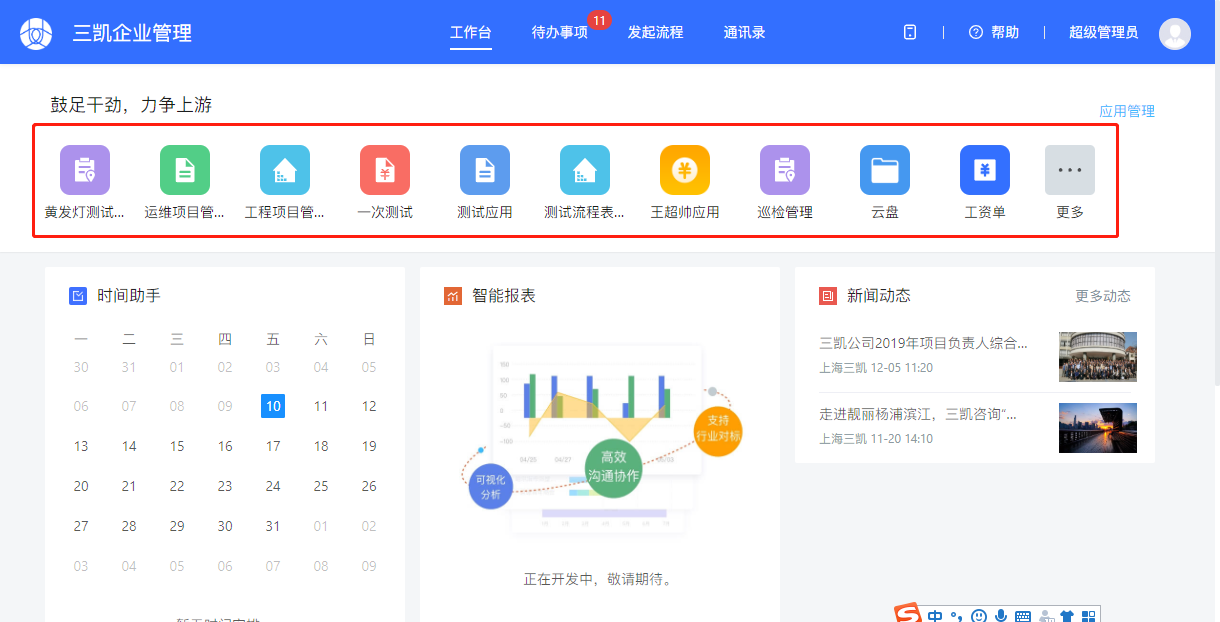 三凯企业管理
工作台 待办事项 11 发起流程 通讯录 帮助 超级管理员
鼓足干劲，力争上游
应用管理
黄发灯测试... 运维项目管... 工程项目管... 一次测试 测试应用 测试流程表... 王超帅应用 巡检管理 云盘 工资单 更多
时间助手
一 二 三 四 五 六 日
30 31 01 02 03 04 05
06 07 08 09 10 11 12
13 14 15 16 17 18 19
20 21 22 23 24 25 26
27 28 29 30 31 01 02
03 04 05 06 07 08 09
智能报表
150
100
50
0
-50
-100
04/25 04/27
支持
行业对标
高效
沟通协作
可视化
分析
正在开发中，敬请期待。
新闻动态 更多动态
三凯公司2019年项目负责人综合...
上海三凯 12-05 11:20
走进靓丽杨浦滨江，三凯咨询“...
上海三凯 11-20 14:10
中